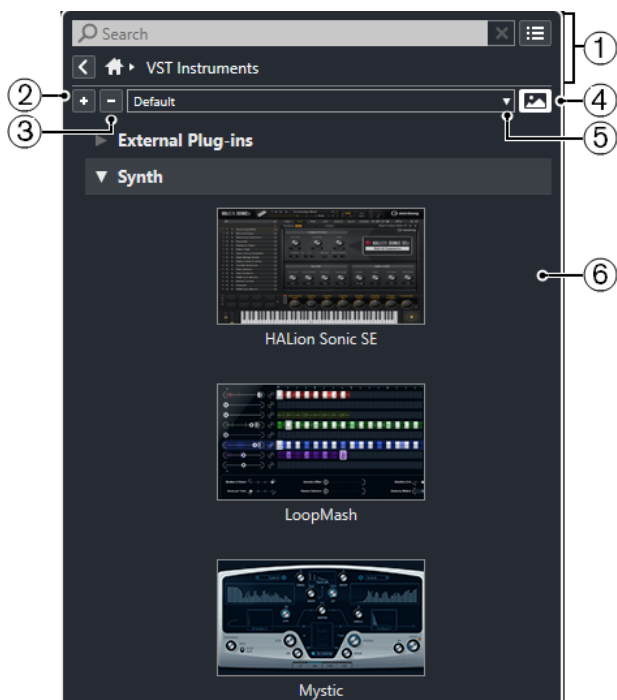 Search
1
VST Instruments
2
+
-
Default
4
3
5
External Plug-ins
Synth
6
HALion Sonic SE
LoopMash
Mystic